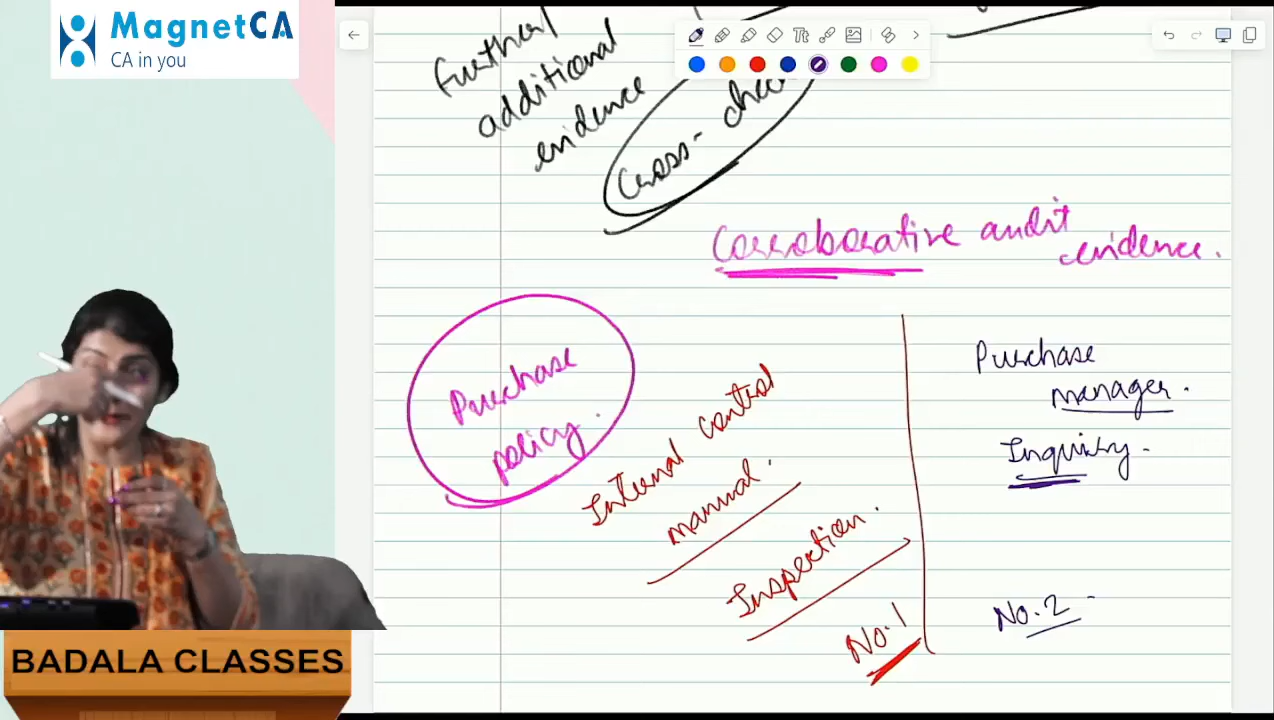 MagnetCA
CA in you
Further/
additional
evidence
Cross-
Corroborative audit
evidence.
Purchase
policy.
Internal control
manual.
Inspection.
No. 1
Purchase
manager.
Inquiry.
No. 2
BADALA CLASSES